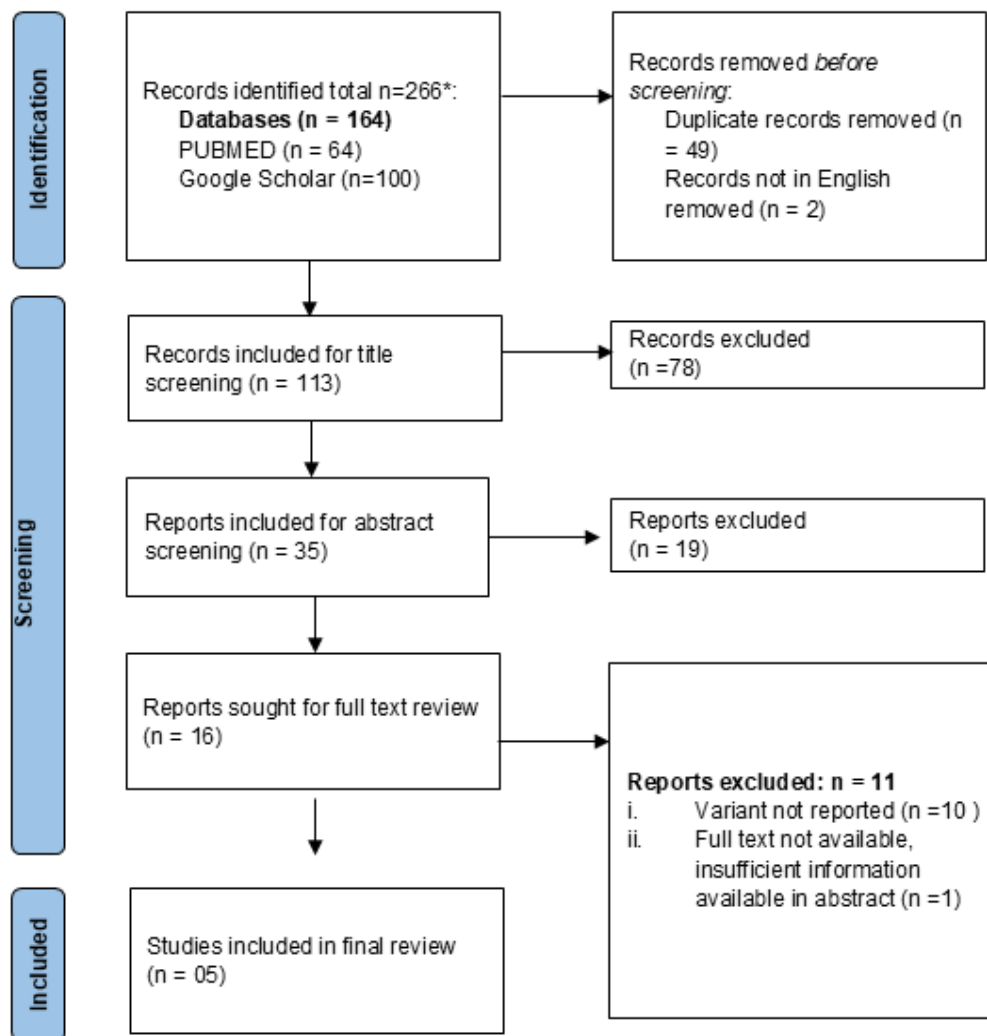 Identification
Records identified total n=266*:
Databases (n = 164)
PUBMED (n = 64)
Google Scholar (n=100)
Records removed before
screening:
Duplicate records removed (n
= 49)
Records not in English
removed (n = 2)
Screening
Records included for title
screening (n = 113)
Records excluded
(n =78)
Reports included for abstract
screening (n = 35)
Reports excluded
(n = 19)
Reports sought for full text review
(n = 16)
Reports excluded: n = 11
i. Variant not reported (n =10 )
ii. Full text not available,
insufficient information
available in abstract (n =1)
Included
Studies included in final review
(n = 05)